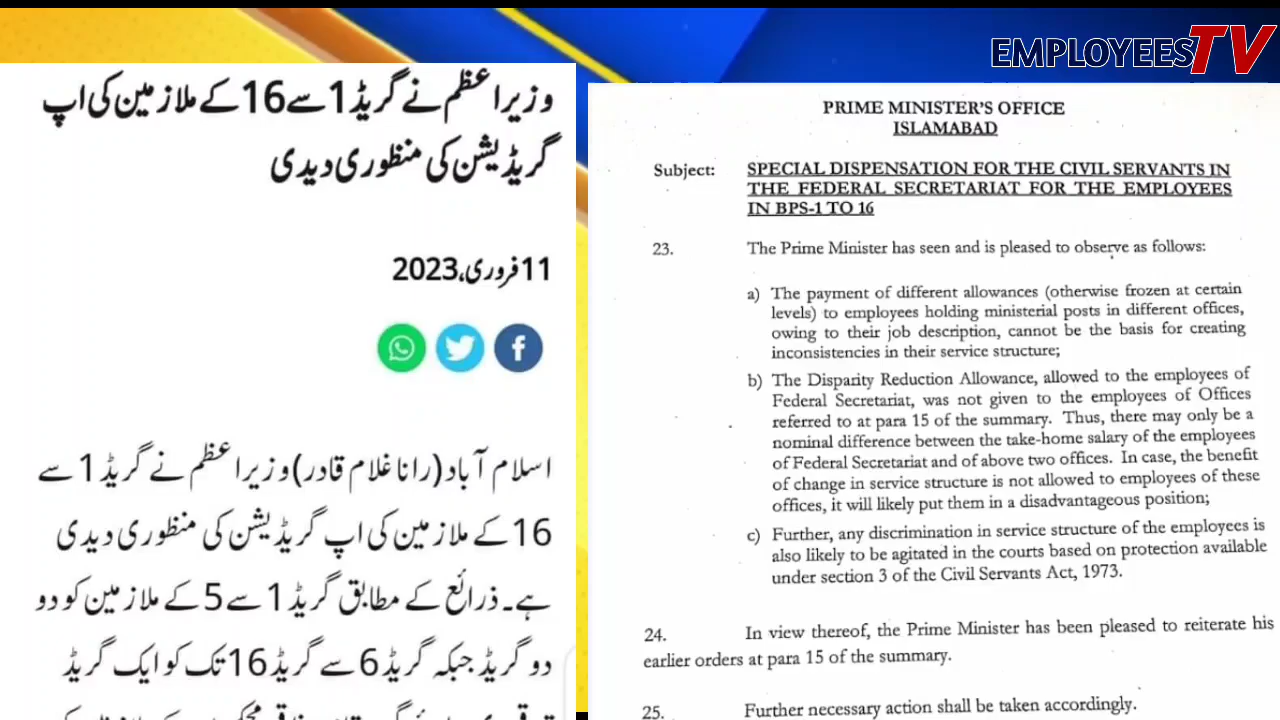 EMPLOYEESTV
وزیراعظم نے گریڈ 1 سے 16 کے ملازمین کی اپ
گریڈیشن کی منظوری دیدی
11 فروری، 2023
اسلام آباد (رانا غلام قادر) وزیراعظم نے گریڈ 1 سے
16 کے ملازمین کی اپ گریڈیشن کی منظوری دیدی
ہے۔ ذرائع کے مطابق گریڈ 1 سے 5 کے ملازمین کو دو
دو گریڈ جبکہ گریڈ 6 سے گریڈ 16 تک کو ایک گریڈ
PRIME MINISTER'S OFFICE
ISLAMABAD
Subject: SPECIAL DISPENSATION FOR THE CIVIL SERVANTS IN
THE FEDERAL SECRETARIAT FOR THE EMPLOYEES
IN BPS-1 TO 16
23. The Prime Minister has seen and is pleased to observe as follows:
a) The payment of different allowances (otherwise frozen at certain
levels) to employees holding ministerial posts in different offices,
owing to their job description, cannot be the basis for creating
inconsistencies in their service structure;
b) The Disparity Reduction Allowance, allowed to the employees of
Federal Secretariat, was not given to the employees of Offices
referred to at para 15 of the summary. Thus, there may only be a
nominal difference between the take-home salary of the employees
of Federal Secretariat and of above two offices. In case, the benefit
of change in service structure is not allowed to employees of these
offices, it will likely put them in a disadvantageous position;
c) Further, any discrimination in service structure of the employees is
also likely to be agitated in the courts based on protection available
under section 3 of the Civil Servants Act, 1973.
24. In view thereof, the Prime Minister has been pleased to reiterate his
earlier orders at para 15 of the summary.
25. Further necessary action shall be taken accordingly.